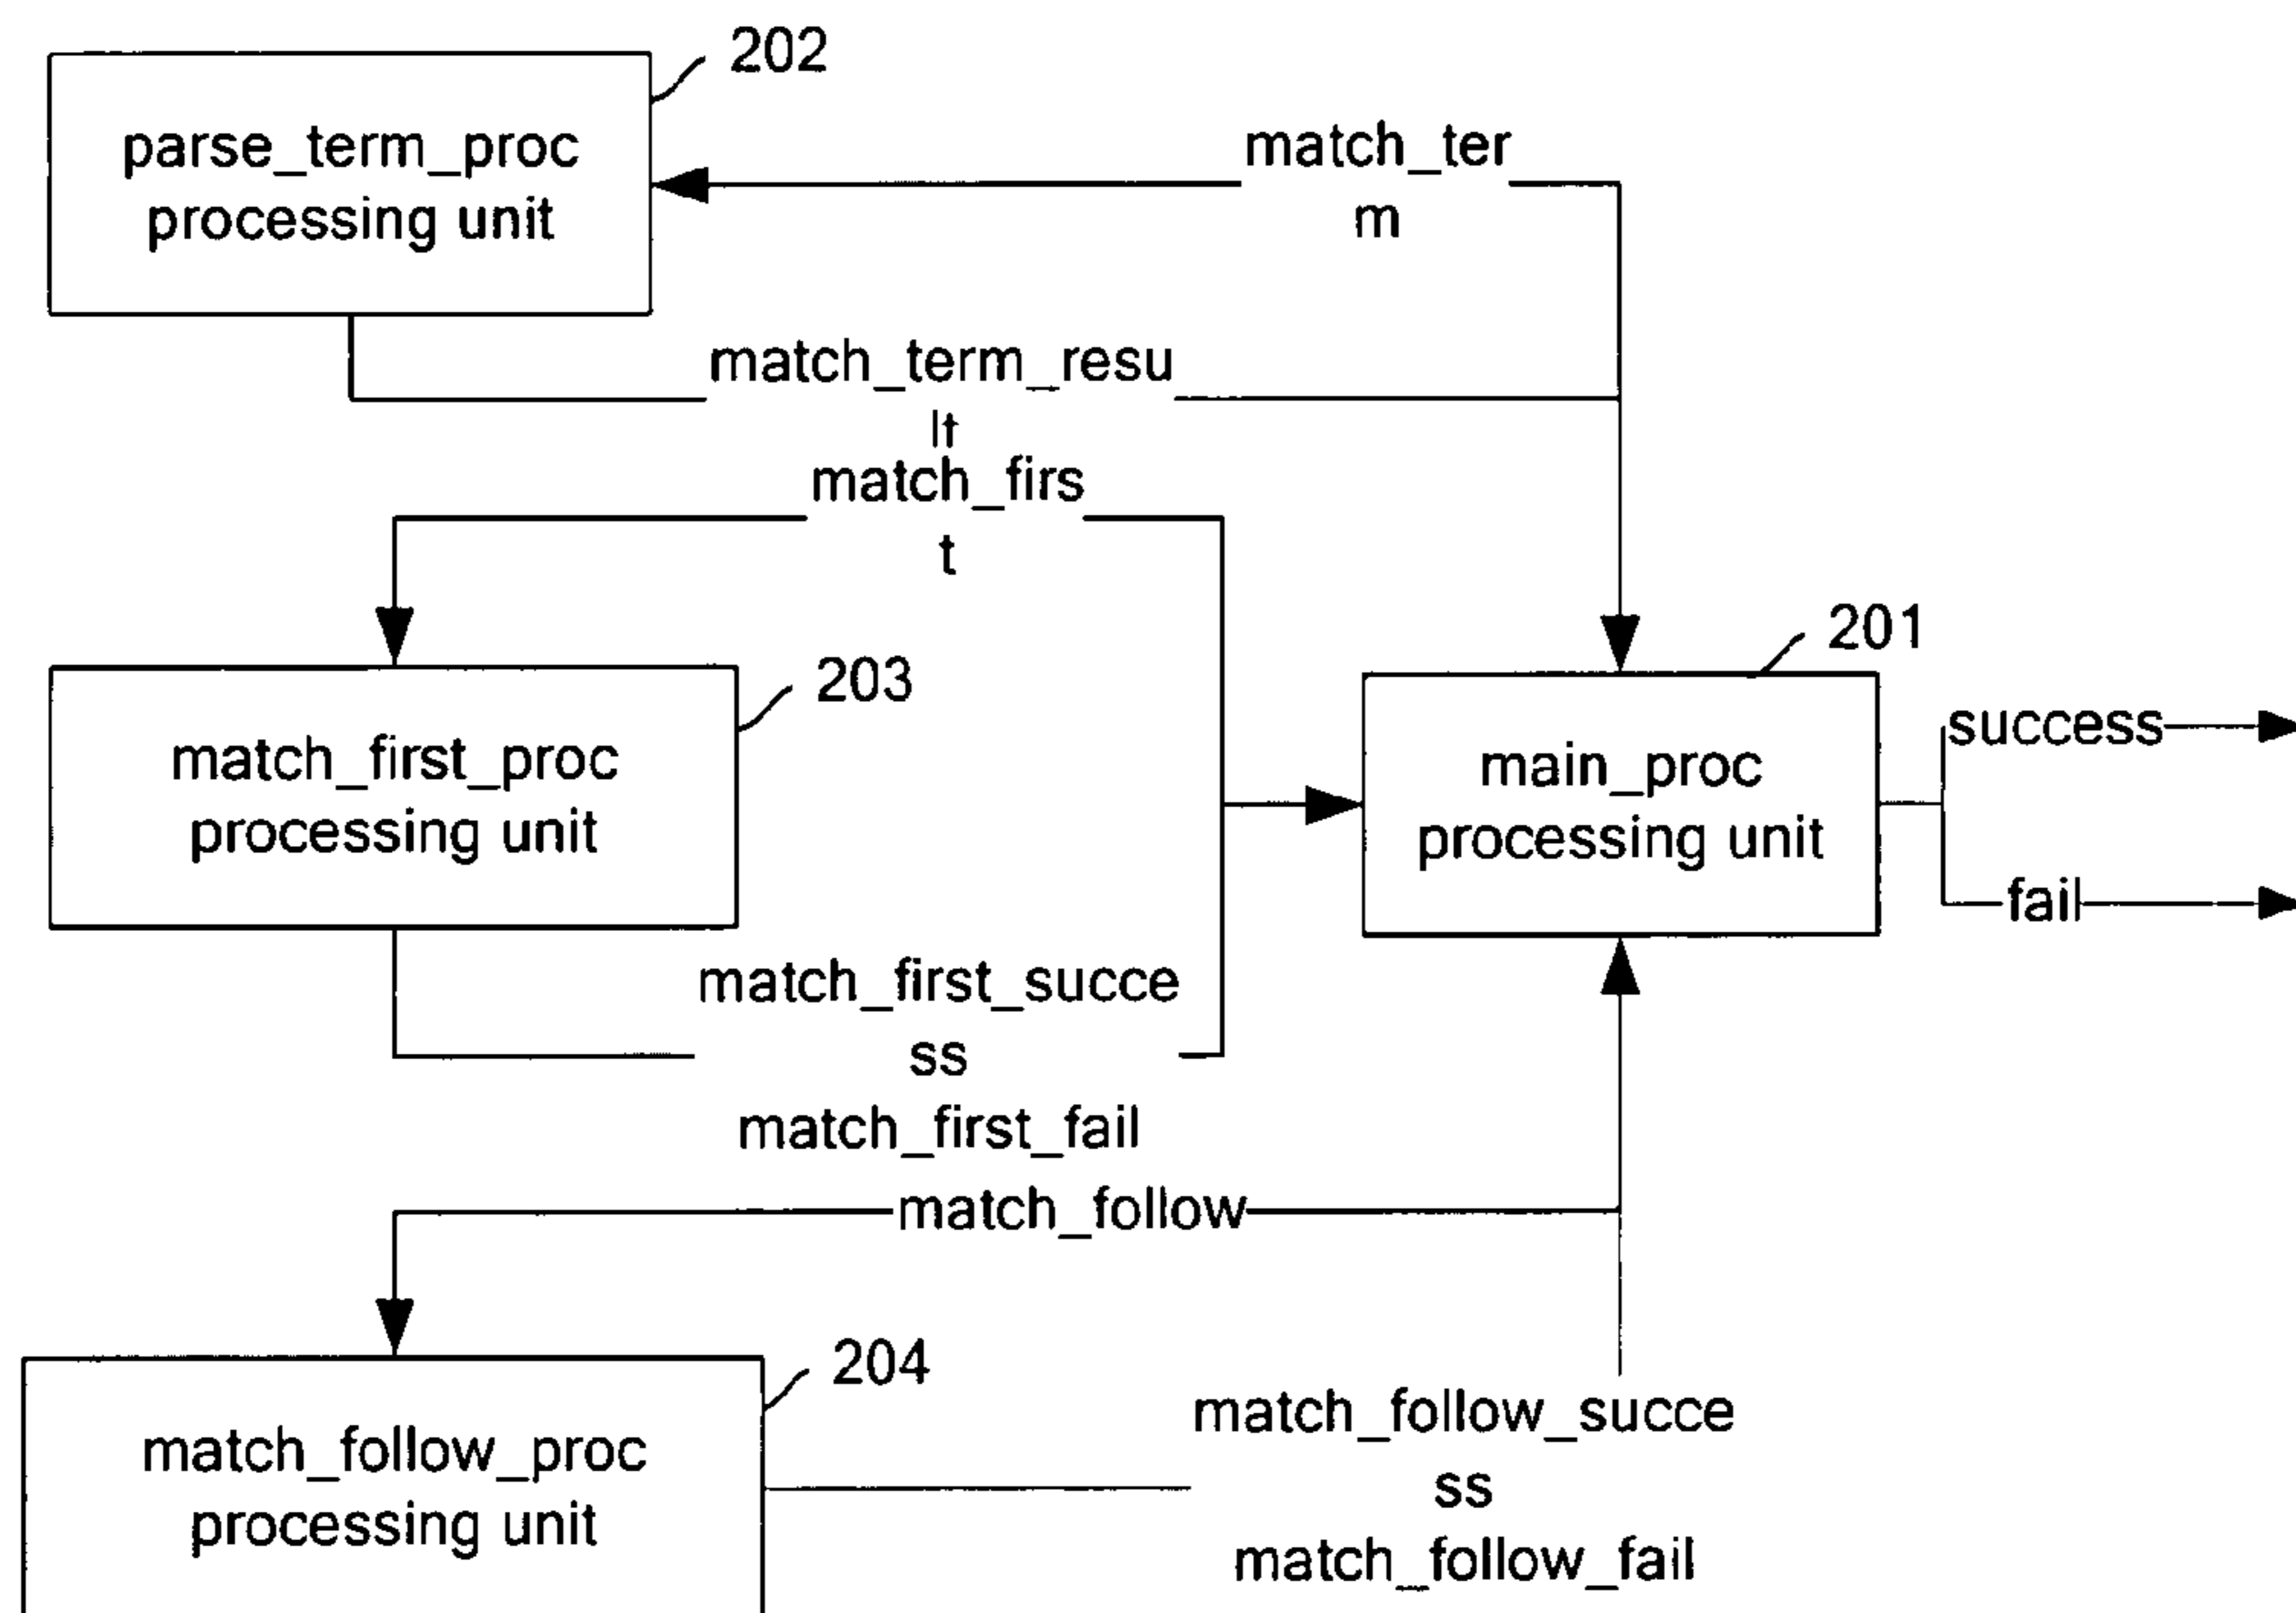 202
parse_term_proc
processing unit
match_ter
m
match_term_resu
lt
match_firs
t
201
203
match_first_proc
processing unit
main_proc
processing unit
success
fail
match_first_succe
ss
match_first_fail
match_follow
204
match_follow_proc
processing unit
match_follow_succe
ss
match_follow_fail